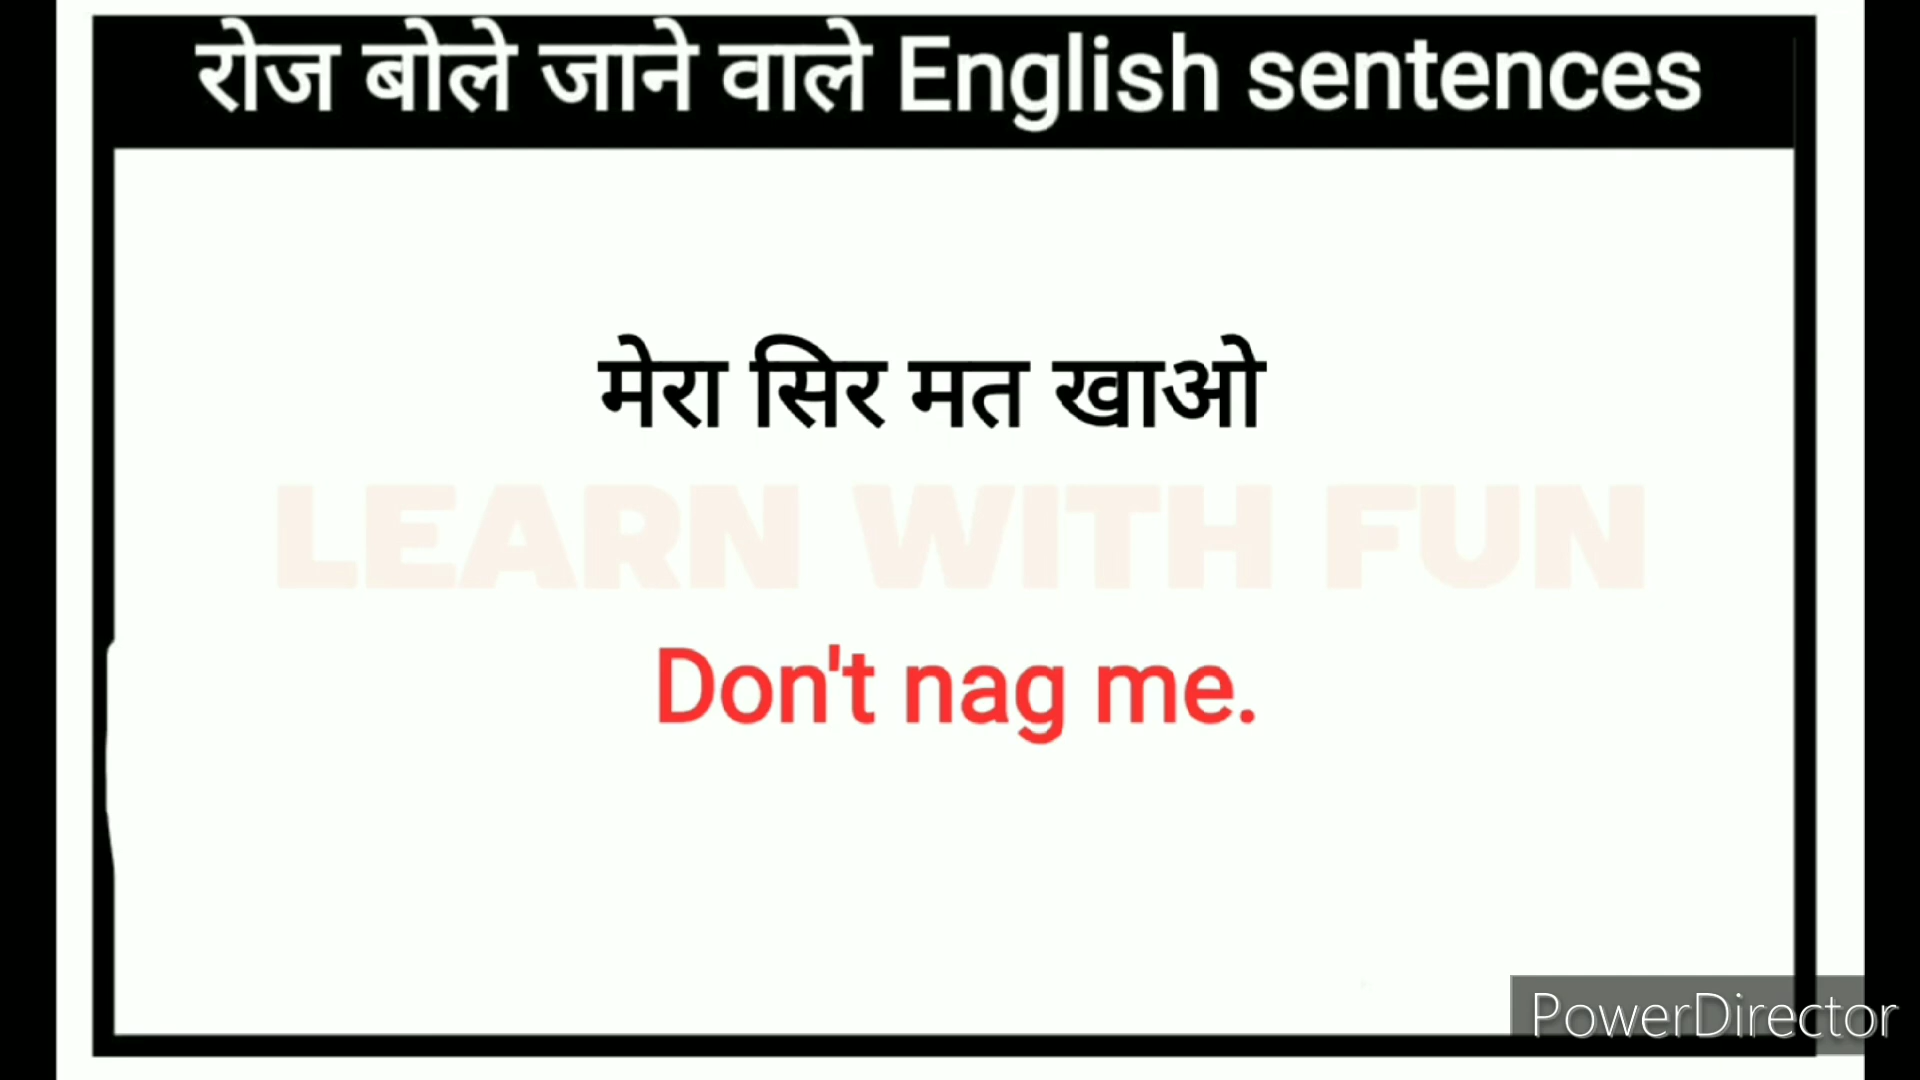 रोज बोले जाने वाले English sentences
मेरा सिर मत खाओ
LEARN WITH FUN
Don't nag me.
PowerDirector